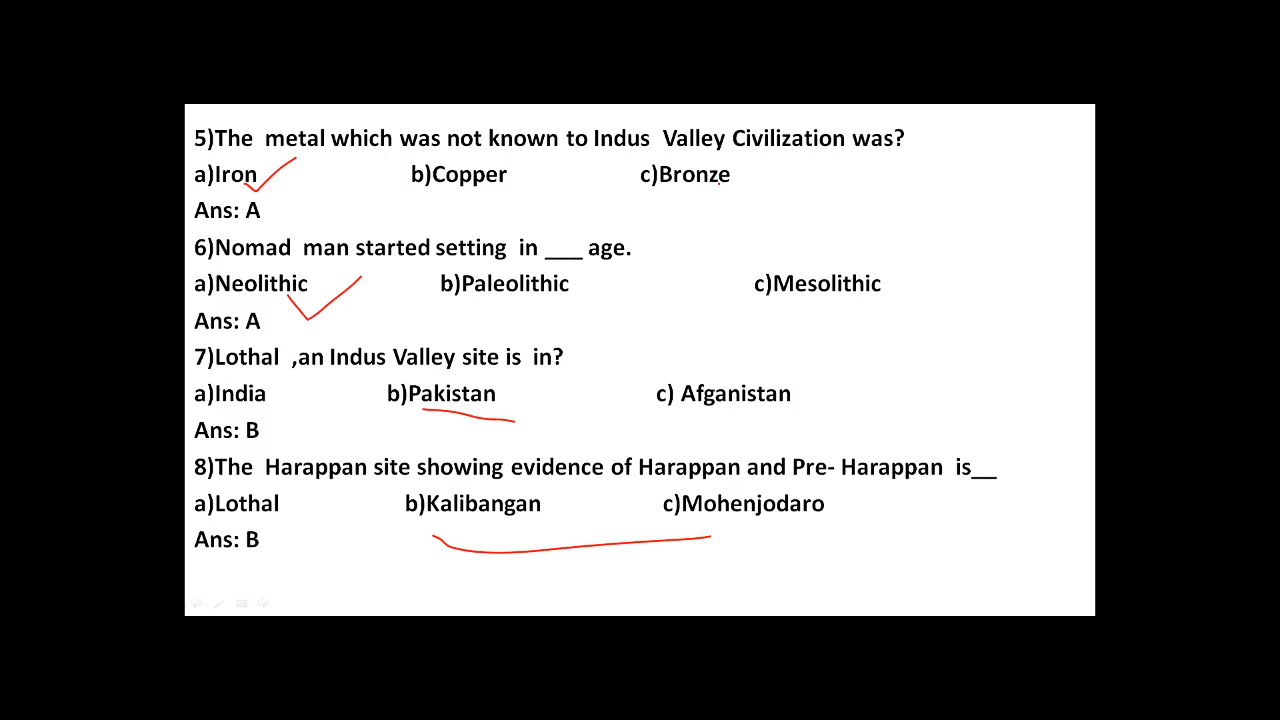 5)The metal which was not known to Indus Valley Civilization was?
a)Iron b)Copper c)Bronze
Ans: A
6)Nomad man started setting in ___ age.
a)Neolithic b)Paleolithic c)Mesolithic
Ans: A
7)Lothal ,an Indus Valley site is in?
a)India b)Pakistan c) Afganistan
Ans: B
8)The Harappan site showing evidence of Harappan and Pre- Harappan is__
a)Lothal b)Kalibangan c)Mohenjodaro
Ans: B